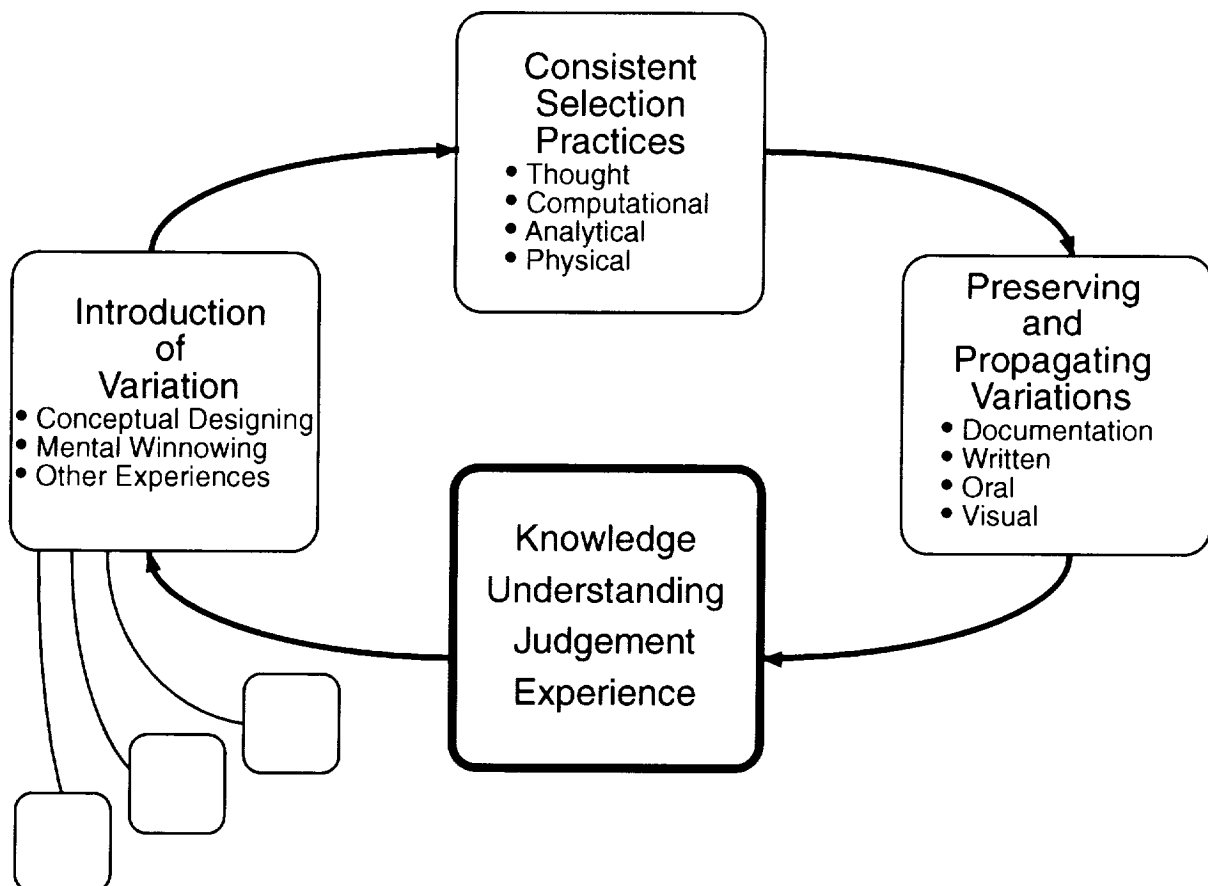 Consistent
Selection
Practices
• Thought
• Computational
• Analytical
• Physical
Introduction
of
Variation
• Conceptual Designing
• Mental Winnowing
• Other Experiences
Preserving
and
Propagating
Variations
• Documentation
• Written
• Oral
• Visual
Knowledge
Understanding
Judgement
Experience